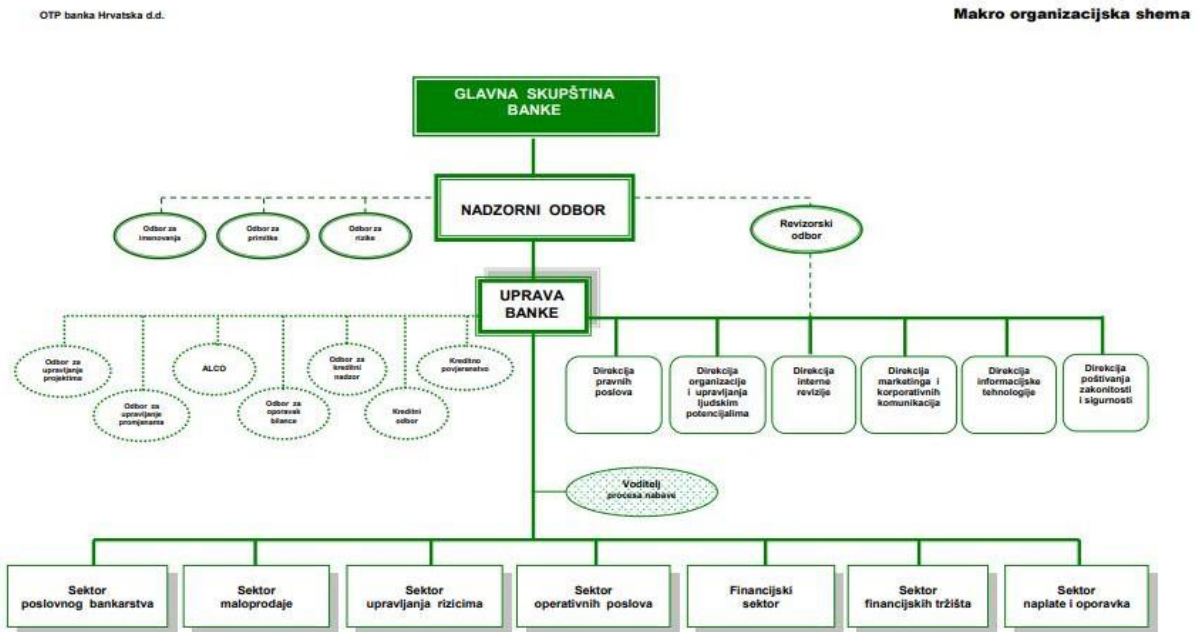 OTP banka Hrvatska d.d.
Makro organizacijska shema
GLAVNA SKUPŠTINA
BANKE
NADZORNI ODBOR
Odbor za
imenovanja
Odbor za
primitke
Odbor za
rizike
Revizorski
odbor
UPRAVA
BANKE
Odbor za
upravljanje
projektima
Odbor za
upravljanje
promjenama
ALCO
Odbor za
oporavak
bilance
Odbor za
kreditni
nadzor
Kreditni
odbor
Kreditno
povjerenstvo
Direkcija
pravnih
poslova
Direkcija
organizacije
i upravljanja
ljudskim
potencijalima
Direkcija
interne
revizije
Direkcija
marketinga i
korporativnih
komunikacija
Direkcija
informacijske
tehnologije
Direkcija
poštivanja
zakonitosti
i sigurnosti
Voditelj
procesa nabave
Sektor
poslovnog bankarstva
Sektor
maloprodaje
Sektor
upravljanja rizicima
Sektor
operativnih poslova
Financijski
sektor
Sektor
financijskih tržišta
Sektor
naplate i oporavka